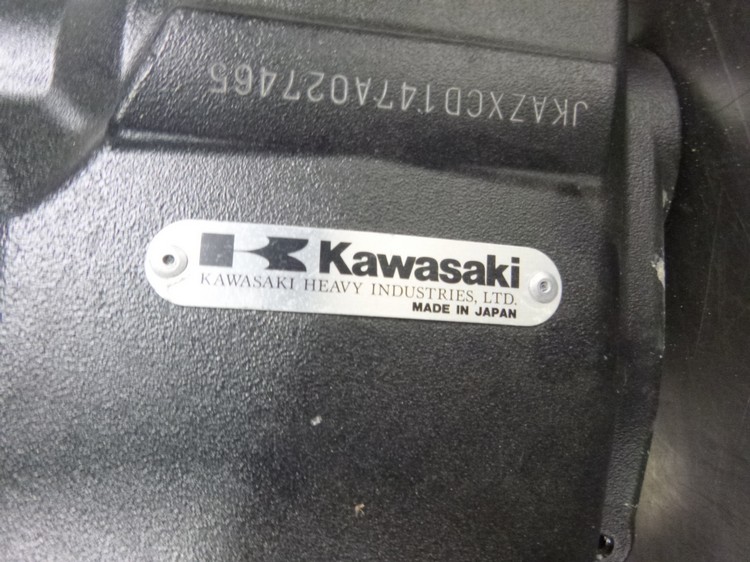 JKAZXCD147A027465
Kawasaki
KAWASAKI HEAVY INDUSTRIES, LTD.
MADE IN JAPAN